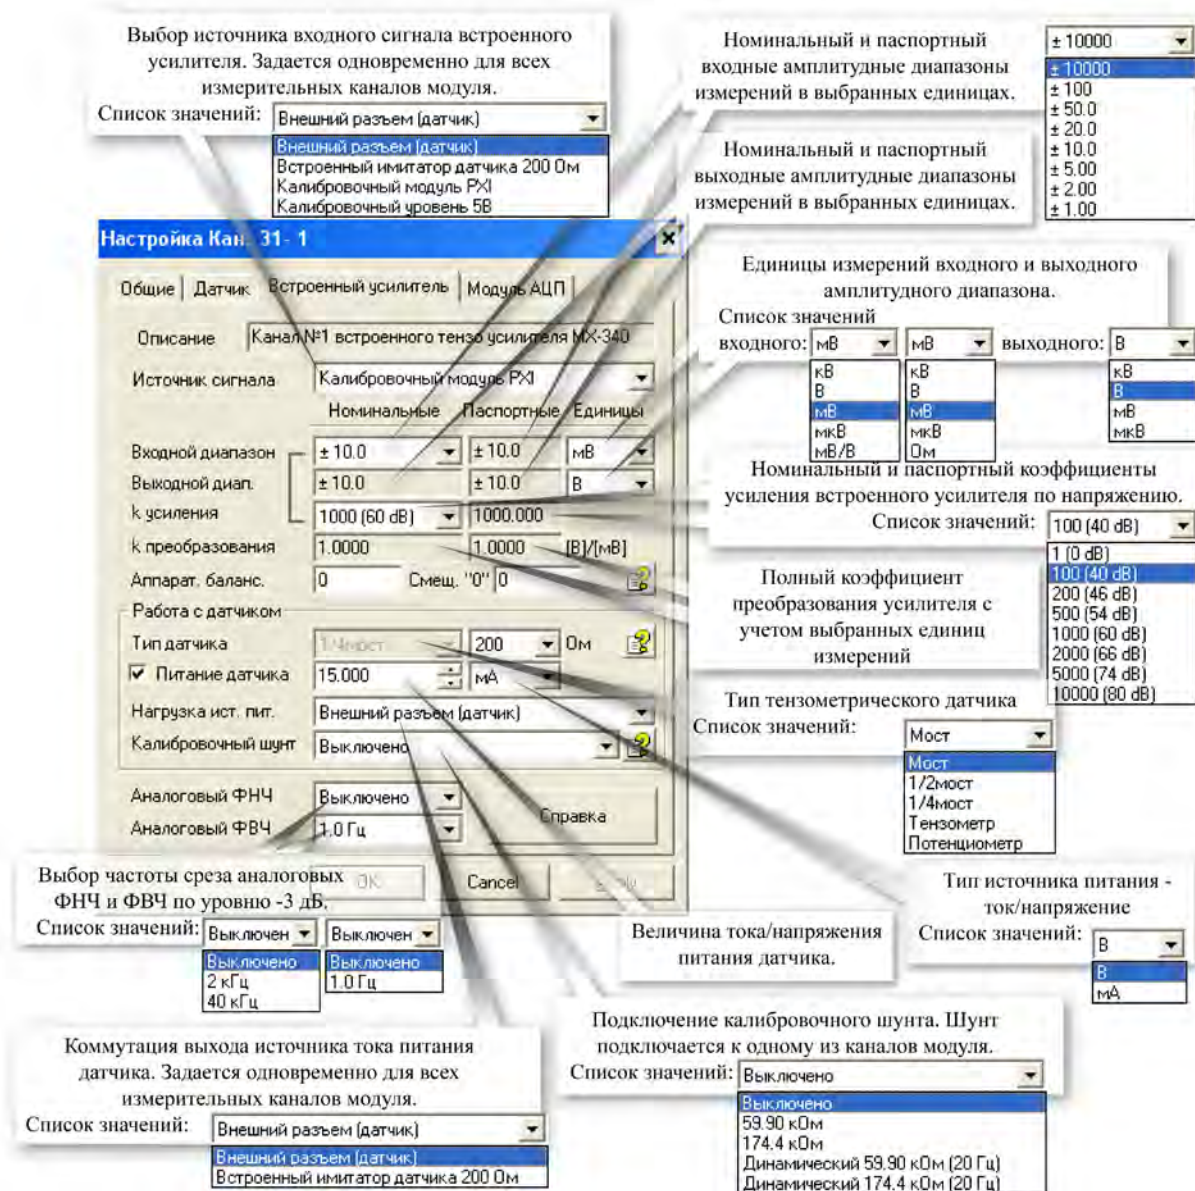 Выбор источника входного сигнала встроенного
усилителя. Задается одновременно для всех
измерительных каналов модуля.
Список значений: Внешний разъем (датчик)
Внешний разъем (датчик)
Встроенный имитатор датчика 200 Ом
Калибровочный модуль PXI
Калибровочный уровень 5В
Номинальный и паспортный
входные амплитудные диапазоны
измерений в выбранных единицах.
± 10000
± 10000
± 100
± 50.0
± 20.0
± 10.0
± 5.00
± 2.00
± 1.00
Номинальный и паспортный
выходные амплитудные диапазоны
измерений в выбранных единицах.
Единицы измерений входного и выходного
амплитудного диапазона.
Список значений
входного: мВ мВ выходного: В
кВ кВ кВ
В В В
мВ мВ мВ
мкВ мкВ мкВ
мВ/В Ом
Настройка Кан. 31- 1
Общие Датчик Встроенный усилитель Модуль АЦП
Описание Канал №1 встроенного тензо усилителя MX-340
Источник сигнала Калибровочный модуль PXI
Номинальные Паспортные Единицы
Входной диапазон ± 10.0 ± 10.0 мВ
Выходной диап. ± 10.0 ± 10.0 В
k усиления 1000 (60 dB) 1000.000
k преобразования 1.0000 1.0000 [В]/[мВ]
Аппарат. баланс. 0 Смещ. "0" 0
Работа с датчиком
Тип датчика 1/4мост 200 Ом
Питание датчика 15.000 мА
Нагрузка ист. пит. Внешний разъем (датчик)
Калибровочный шунт Выключено
Аналоговый ФНЧ Выключено
Аналоговый ФВЧ 1.0 Гц
Справка
OK Cancel
Номинальный и паспортный коэффициенты
усиления встроенного усилителя по напряжению.
Список значений: 100 (40 dB)
1 (0 dB)
100 (40 dB)
200 (46 dB)
500 (54 dB)
1000 (60 dB)
2000 (66 dB)
5000 (74 dB)
10000 (80 dB)
Полный коэффициент
преобразования усилителя с
учетом выбранных единиц
измерений
Тип тензометрического датчика
Список значений: Мост
Мост
1/2мост
1/4мост
Тензометр
Потенциометр
Выбор частоты среза аналоговых
ФНЧ и ФВЧ по уровню -3 дБ.
Список значений: Выключен Выключен
Выключено Выключено
2 кГц 1.0 Гц
40 кГц
Величина тока/напряжения
питания датчика.
Тип источника питания -
ток/напряжение
Список значений: В
В
мА
Коммутация выхода источника тока питания
датчика. Задается одновременно для всех
измерительных каналов модуля.
Список значений: Внешний разъем (датчик)
Внешний разъем (датчик)
Встроенный имитатор датчика 200 Ом
Подключение калибровочного шунта. Шунт
подключается к одному из каналов модуля.
Список значений: Выключено
Выключено
59.90 кОм
174.4 кОм
Динамический 59.90 кОм (20 Гц)
Динамический 174.4 кОм (20 Гц)